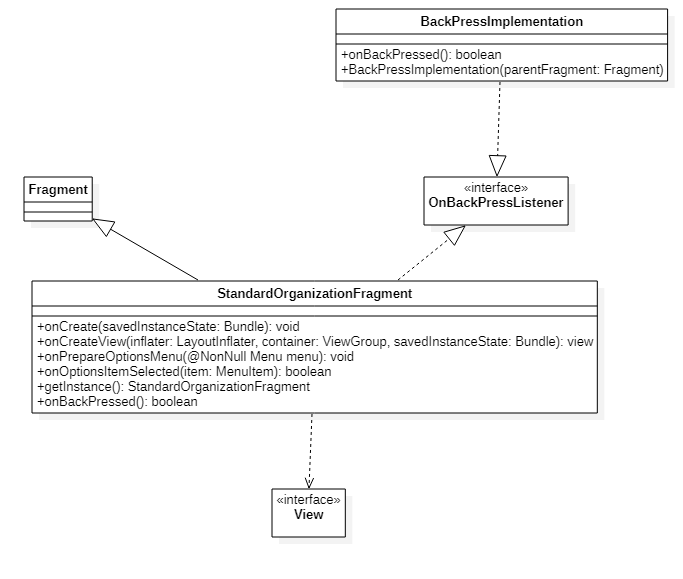 BackPressImplementation
+onBackPressed(): boolean
+BackPressImplementation(parentFragment: Fragment)
Fragment
«interface»
OnBackPressListener
StandardOrganizationFragment
+onCreate(savedInstanceState: Bundle): void
+onCreateView(inflater: LayoutInflater, container: ViewGroup, savedInstanceState: Bundle): view
+onPrepareOptionsMenu(@NonNull Menu menu): void
+onOptionsItemSelected(item: MenuItem): boolean
+getInstance(): StandardOrganizationFragment
+onBackPressed(): boolean
«interface»
View